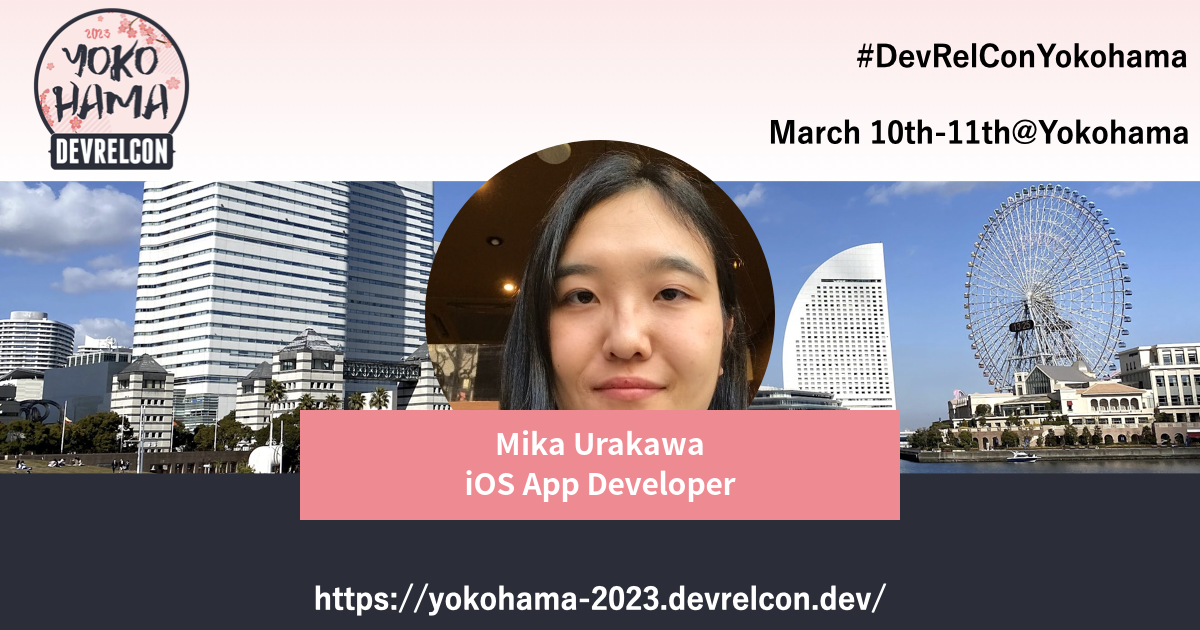 2023
YOKO
HAMA
DEVRELCON
#DevRelConYokohama
March 10th-11th@Yokohama
Mika Urakawa
iOS App Developer
https://yokohama-2023.devrelcon.dev/